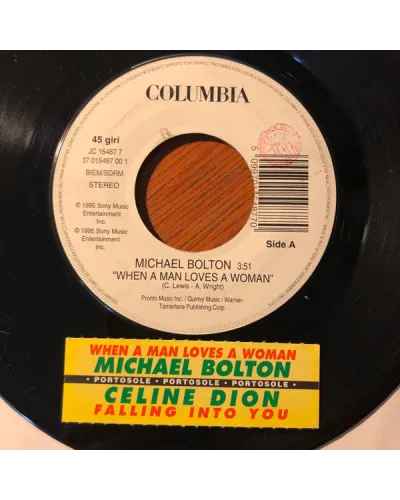 COLUMBIA
45 giri
JC 15487 7
37 015487 00 1
BIEM/SDRM
STEREO
℗ 1995 Sony Music
Entertainment
Inc.
© 1995 Sony Music
Entertainment
Inc.
Side A
MICHAEL BOLTON 3:51
"WHEN A MAN LOVES A WOMAN"
(C. Lewis - A. Wright)
Pronto Music Inc. / Quinvy Music / Warner-
Tamerlane Publishing Corp.
WHEN A MAN LOVES A WOMAN
MICHAEL BOLTON
• PORTOSOLE • PORTOSOLE • PORTOSOLE •
CELINE DION
FALLING INTO YOU